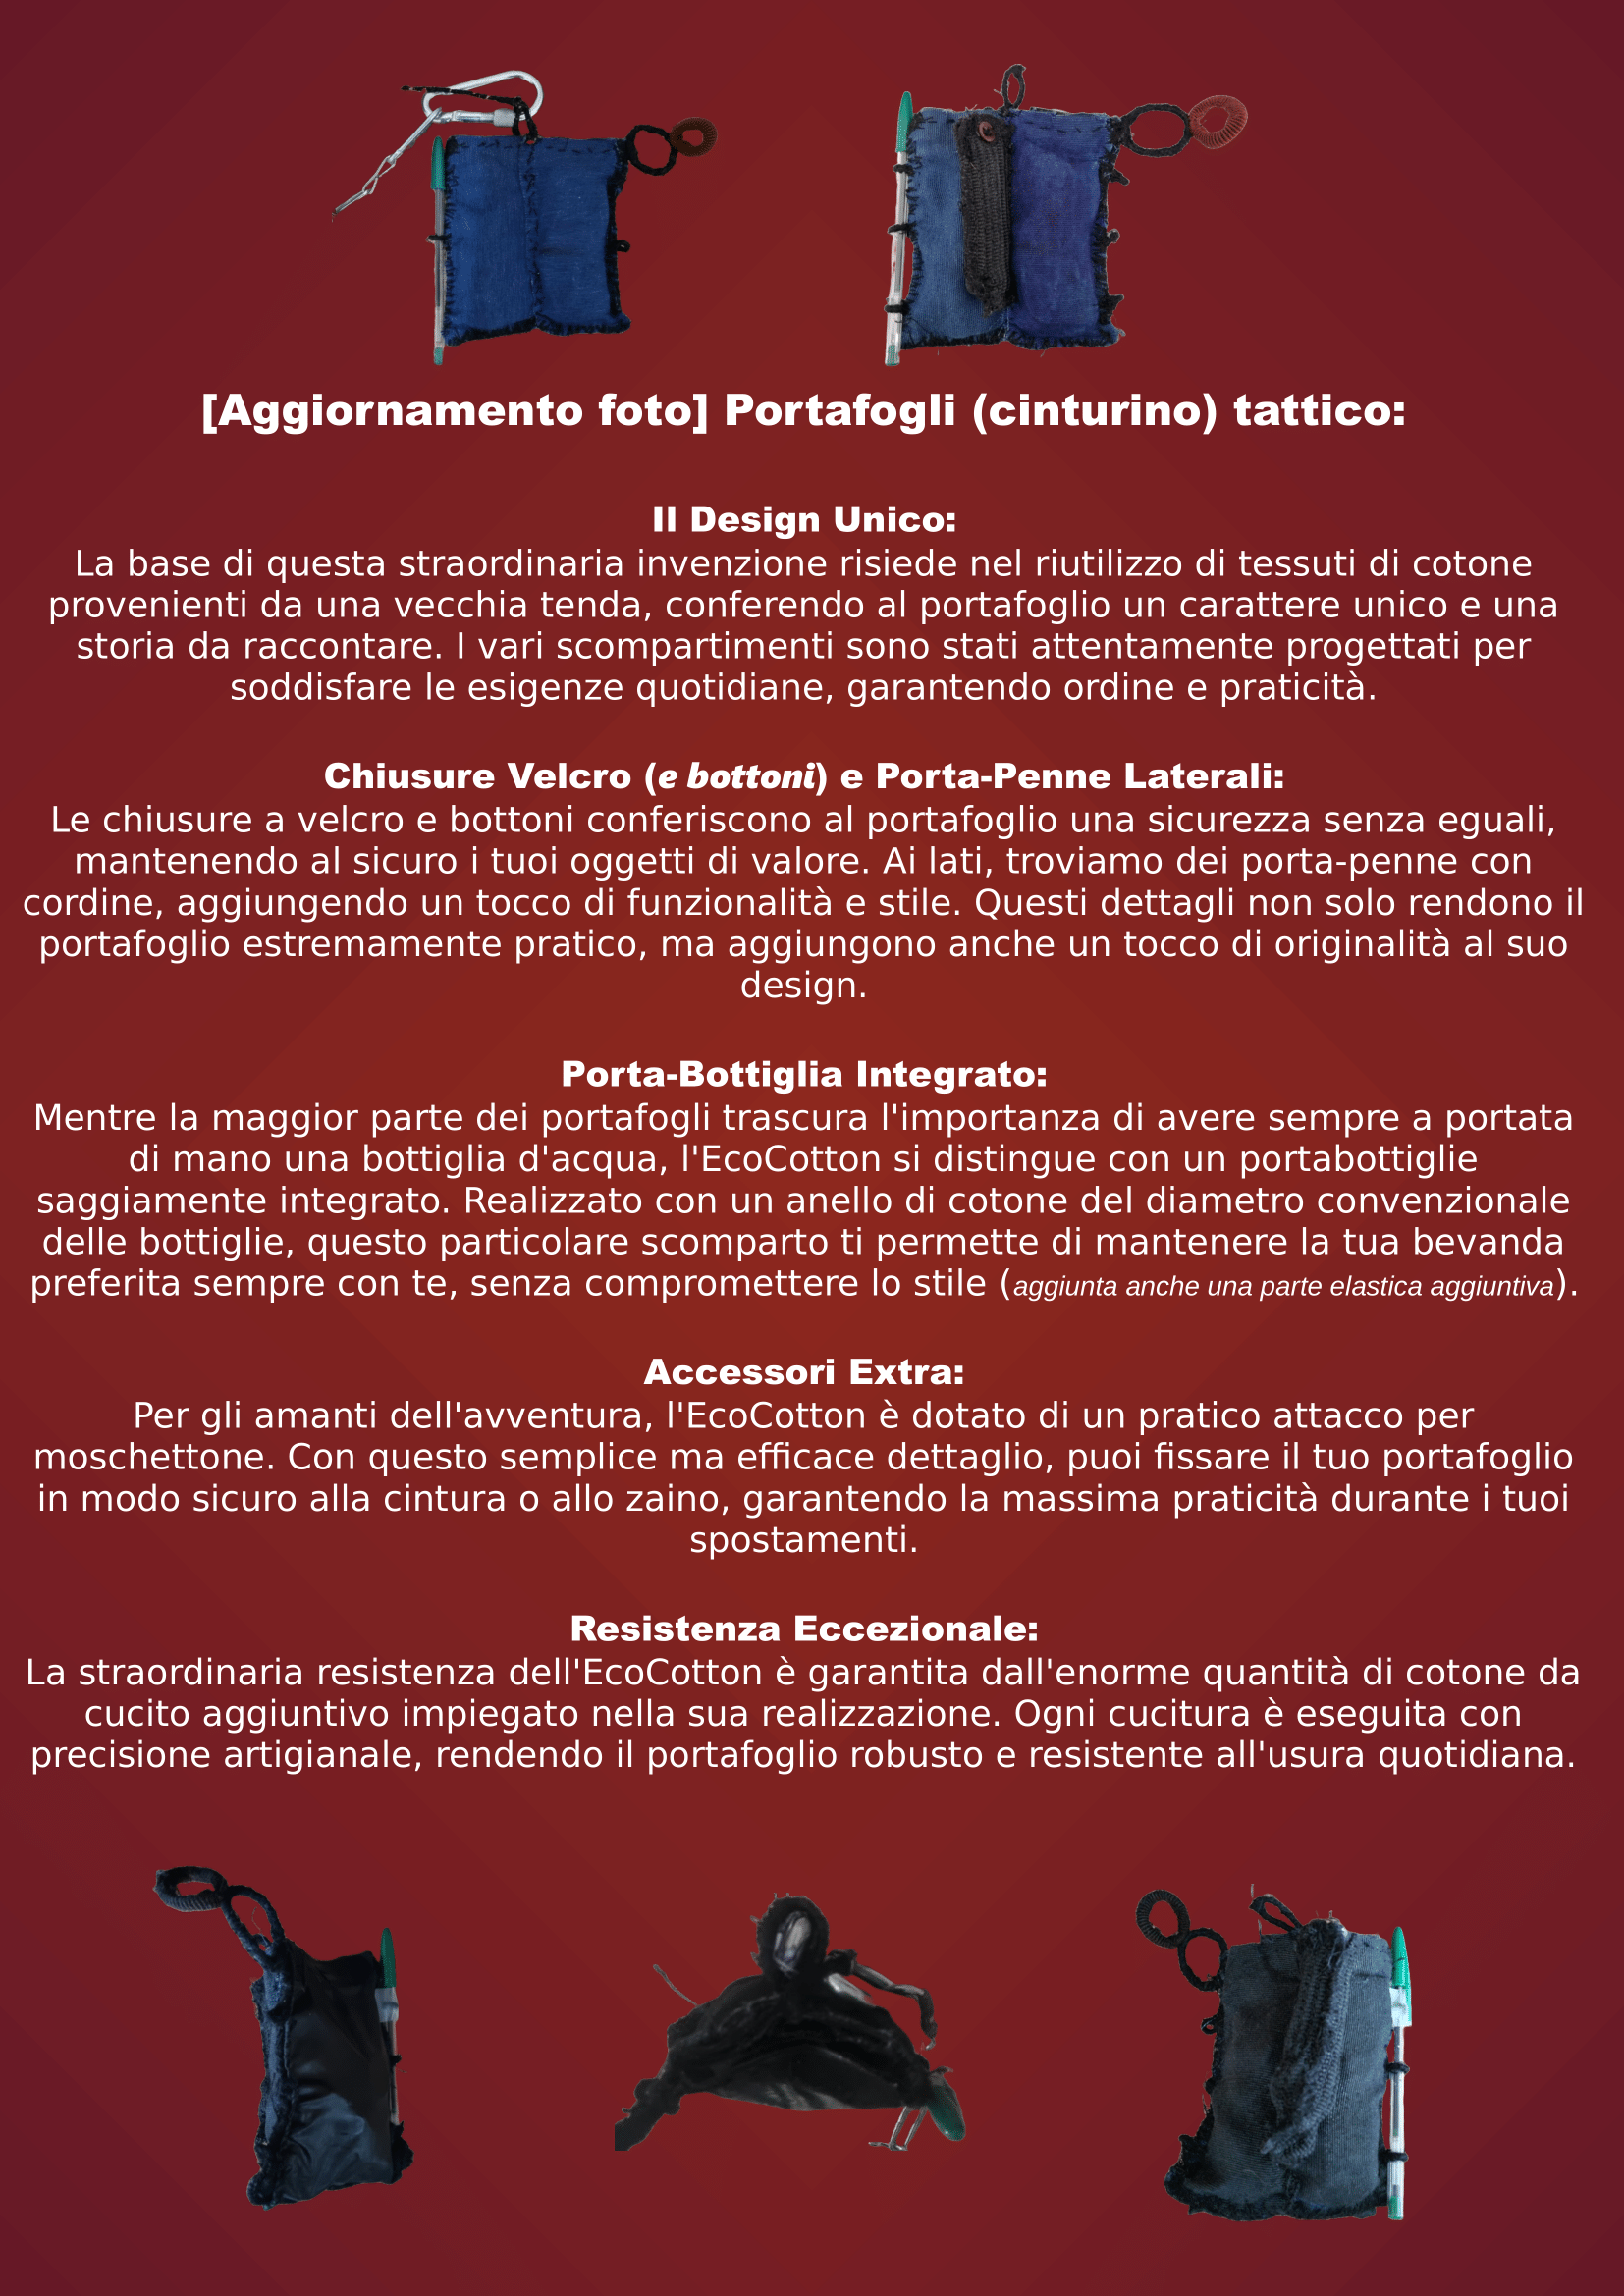 [Aggiornamento foto] Portafogli (cinturino) tattico:
Il Design Unico:
La base di questa straordinaria invenzione risiede nel riutilizzo di tessuti di cotone
provenienti da una vecchia tenda, conferendo al portafoglio un carattere unico e una
storia da raccontare. I vari scompartimenti sono stati attentamente progettati per
soddisfare le esigenze quotidiane, garantendo ordine e praticità.
Chiusure Velcro (e bottoni) e Porta-Penne Laterali:
Le chiusure a velcro e bottoni conferiscono al portafoglio una sicurezza senza eguali,
mantenendo al sicuro i tuoi oggetti di valore. Ai lati, troviamo dei porta-penne con
cordine, aggiungendo un tocco di funzionalità e stile. Questi dettagli non solo rendono il
portafoglio estremamente pratico, ma aggiungono anche un tocco di originalità al suo
design.
Porta-Bottiglia Integrato:
Mentre la maggior parte dei portafogli trascura l'importanza di avere sempre a portata
di mano una bottiglia d'acqua, l'EcoCotton si distingue con un portabottiglie
saggiamente integrato. Realizzato con un anello di cotone del diametro convenzionale
delle bottiglie, questo particolare scomparto ti permette di mantenere la tua bevanda
preferita sempre con te, senza compromettere lo stile (aggiunta anche una parte elastica aggiuntiva).
Accessori Extra:
Per gli amanti dell'avventura, l'EcoCotton è dotato di un pratico attacco per
moschettone. Con questo semplice ma efficace dettaglio, puoi fissare il tuo portafoglio
in modo sicuro alla cintura o allo zaino, garantendo la massima praticità durante i tuoi
spostamenti.
Resistenza Eccezionale:
La straordinaria resistenza dell'EcoCotton è garantita dall'enorme quantità di cotone da
cucito aggiuntivo impiegato nella sua realizzazione. Ogni cucitura è eseguita con
precisione artigianale, rendendo il portafoglio robusto e resistente all'usura quotidiana.